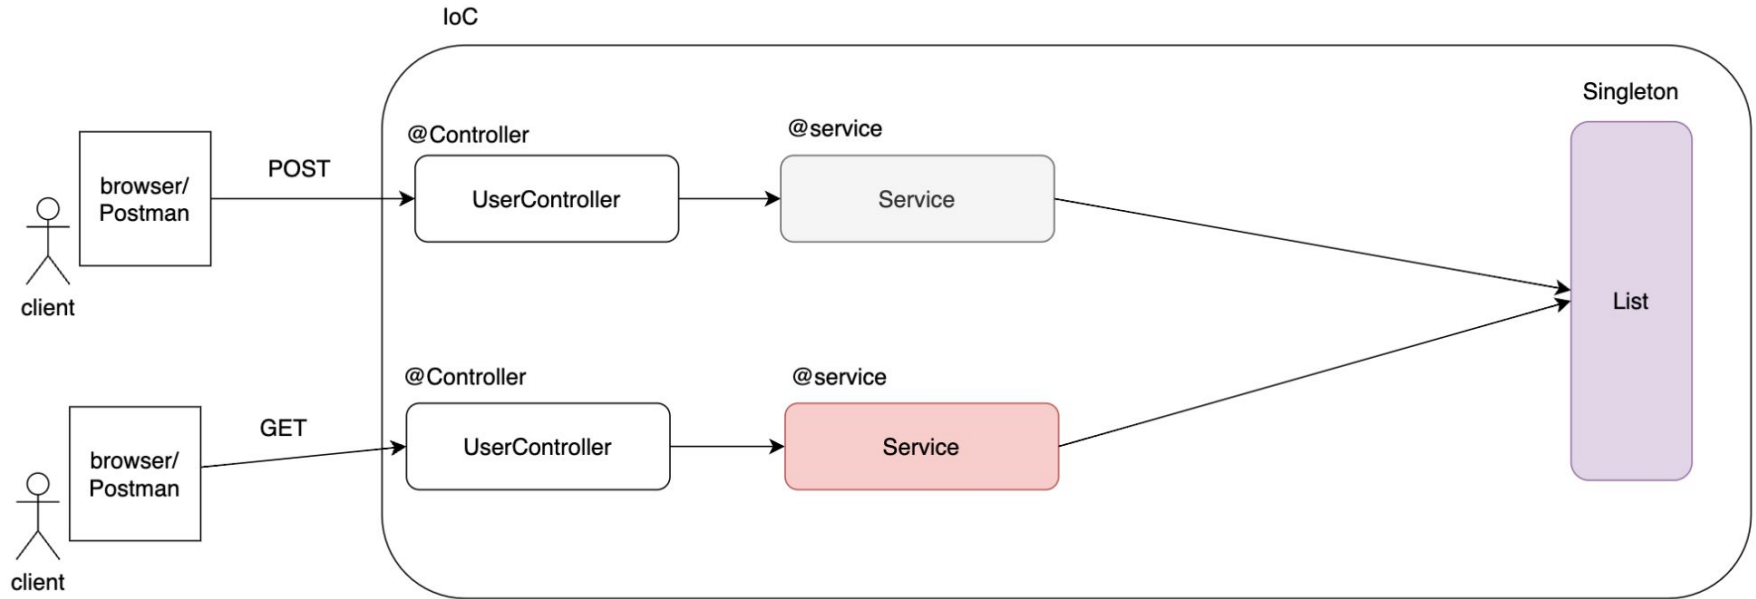 IoC
Singleton
@Controller
@service
POST
browser/
Postman
UserController
Service
client
List
@Controller
@service
GET
browser/
Postman
UserController
Service
client